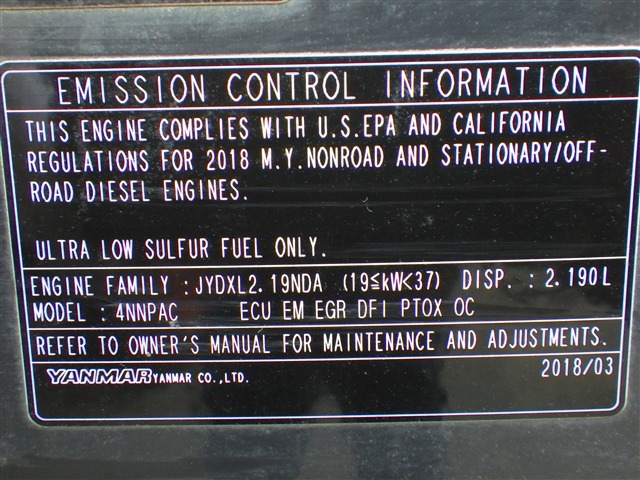 EMISSION CONTROL INFORMATION
THIS ENGINE COMPLIES WITH U.S.EPA AND CALIFORNIA
REGULATIONS FOR 2018 M.Y.NONROAD AND STATIONARY/OFF-
ROAD DIESEL ENGINES.
ULTRA LOW SULFUR FUEL ONLY.
ENGINE FAMILY :JYDXL2.19NDA (19≦kW<37) DISP. : 2.190L
MODEL : 4NNPAC ECU EM EGR DFI PTOX OC
REFER TO OWNER'S MANUAL FOR MAINTENANCE AND ADJUSTMENTS.
YANMAR YANMAR CO.,LTD. 2018/03